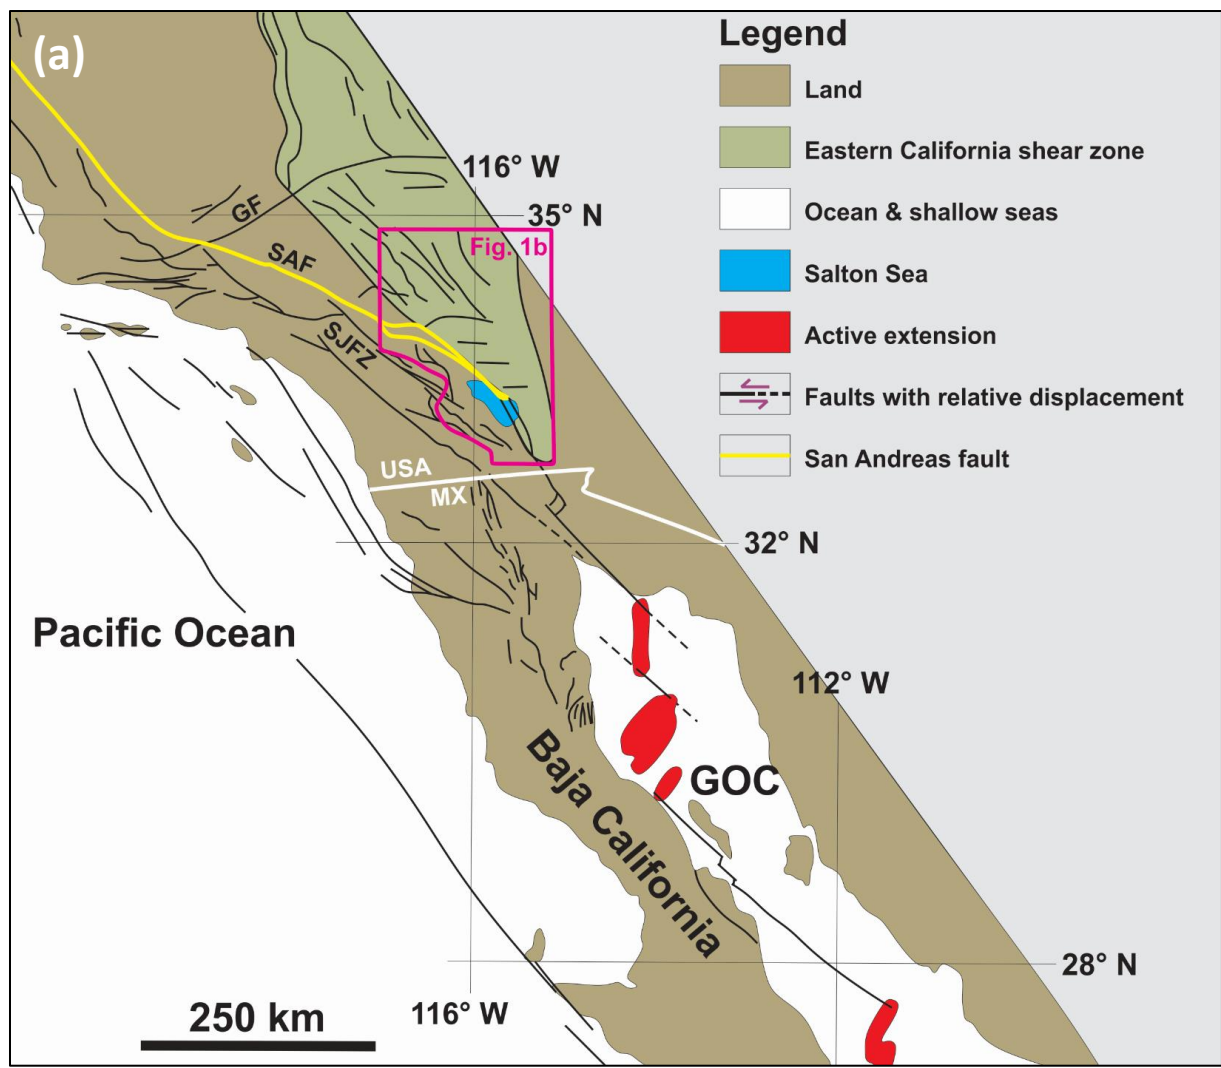 (a)
Legend
Land
Eastern California shear zone
Ocean & shallow seas
Salton Sea
Active extension
Faults with relative displacement
San Andreas fault
116° W
35° N
GF
Fig. 1b
SAF
SJFZ
USA
MX
32° N
Pacific Ocean
112° W
Baja California
GOC
28° N
116° W
250 km